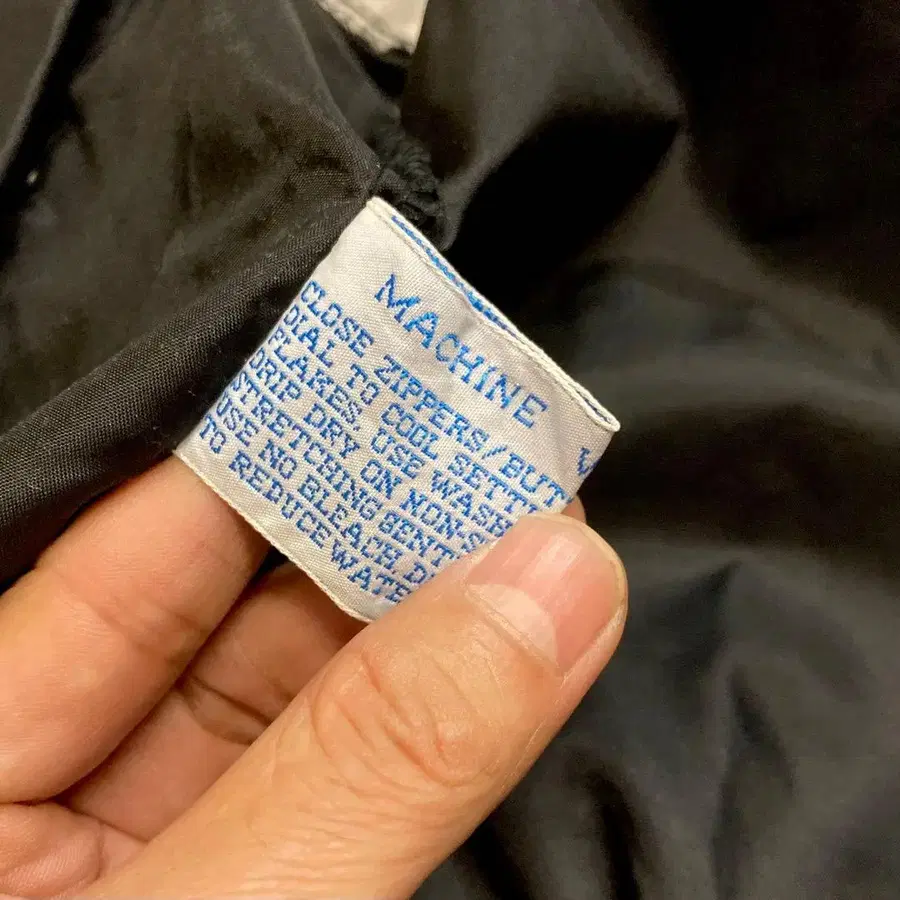 MACHINE
CLOSE ZIPPERS/BUT
DIAL TO COOL SETT
FLAKES. USE WASH
DRIP DRY ON NON-S
STRETCHING GENT
USE NO BLEACH. D
TO REDUCE WATE